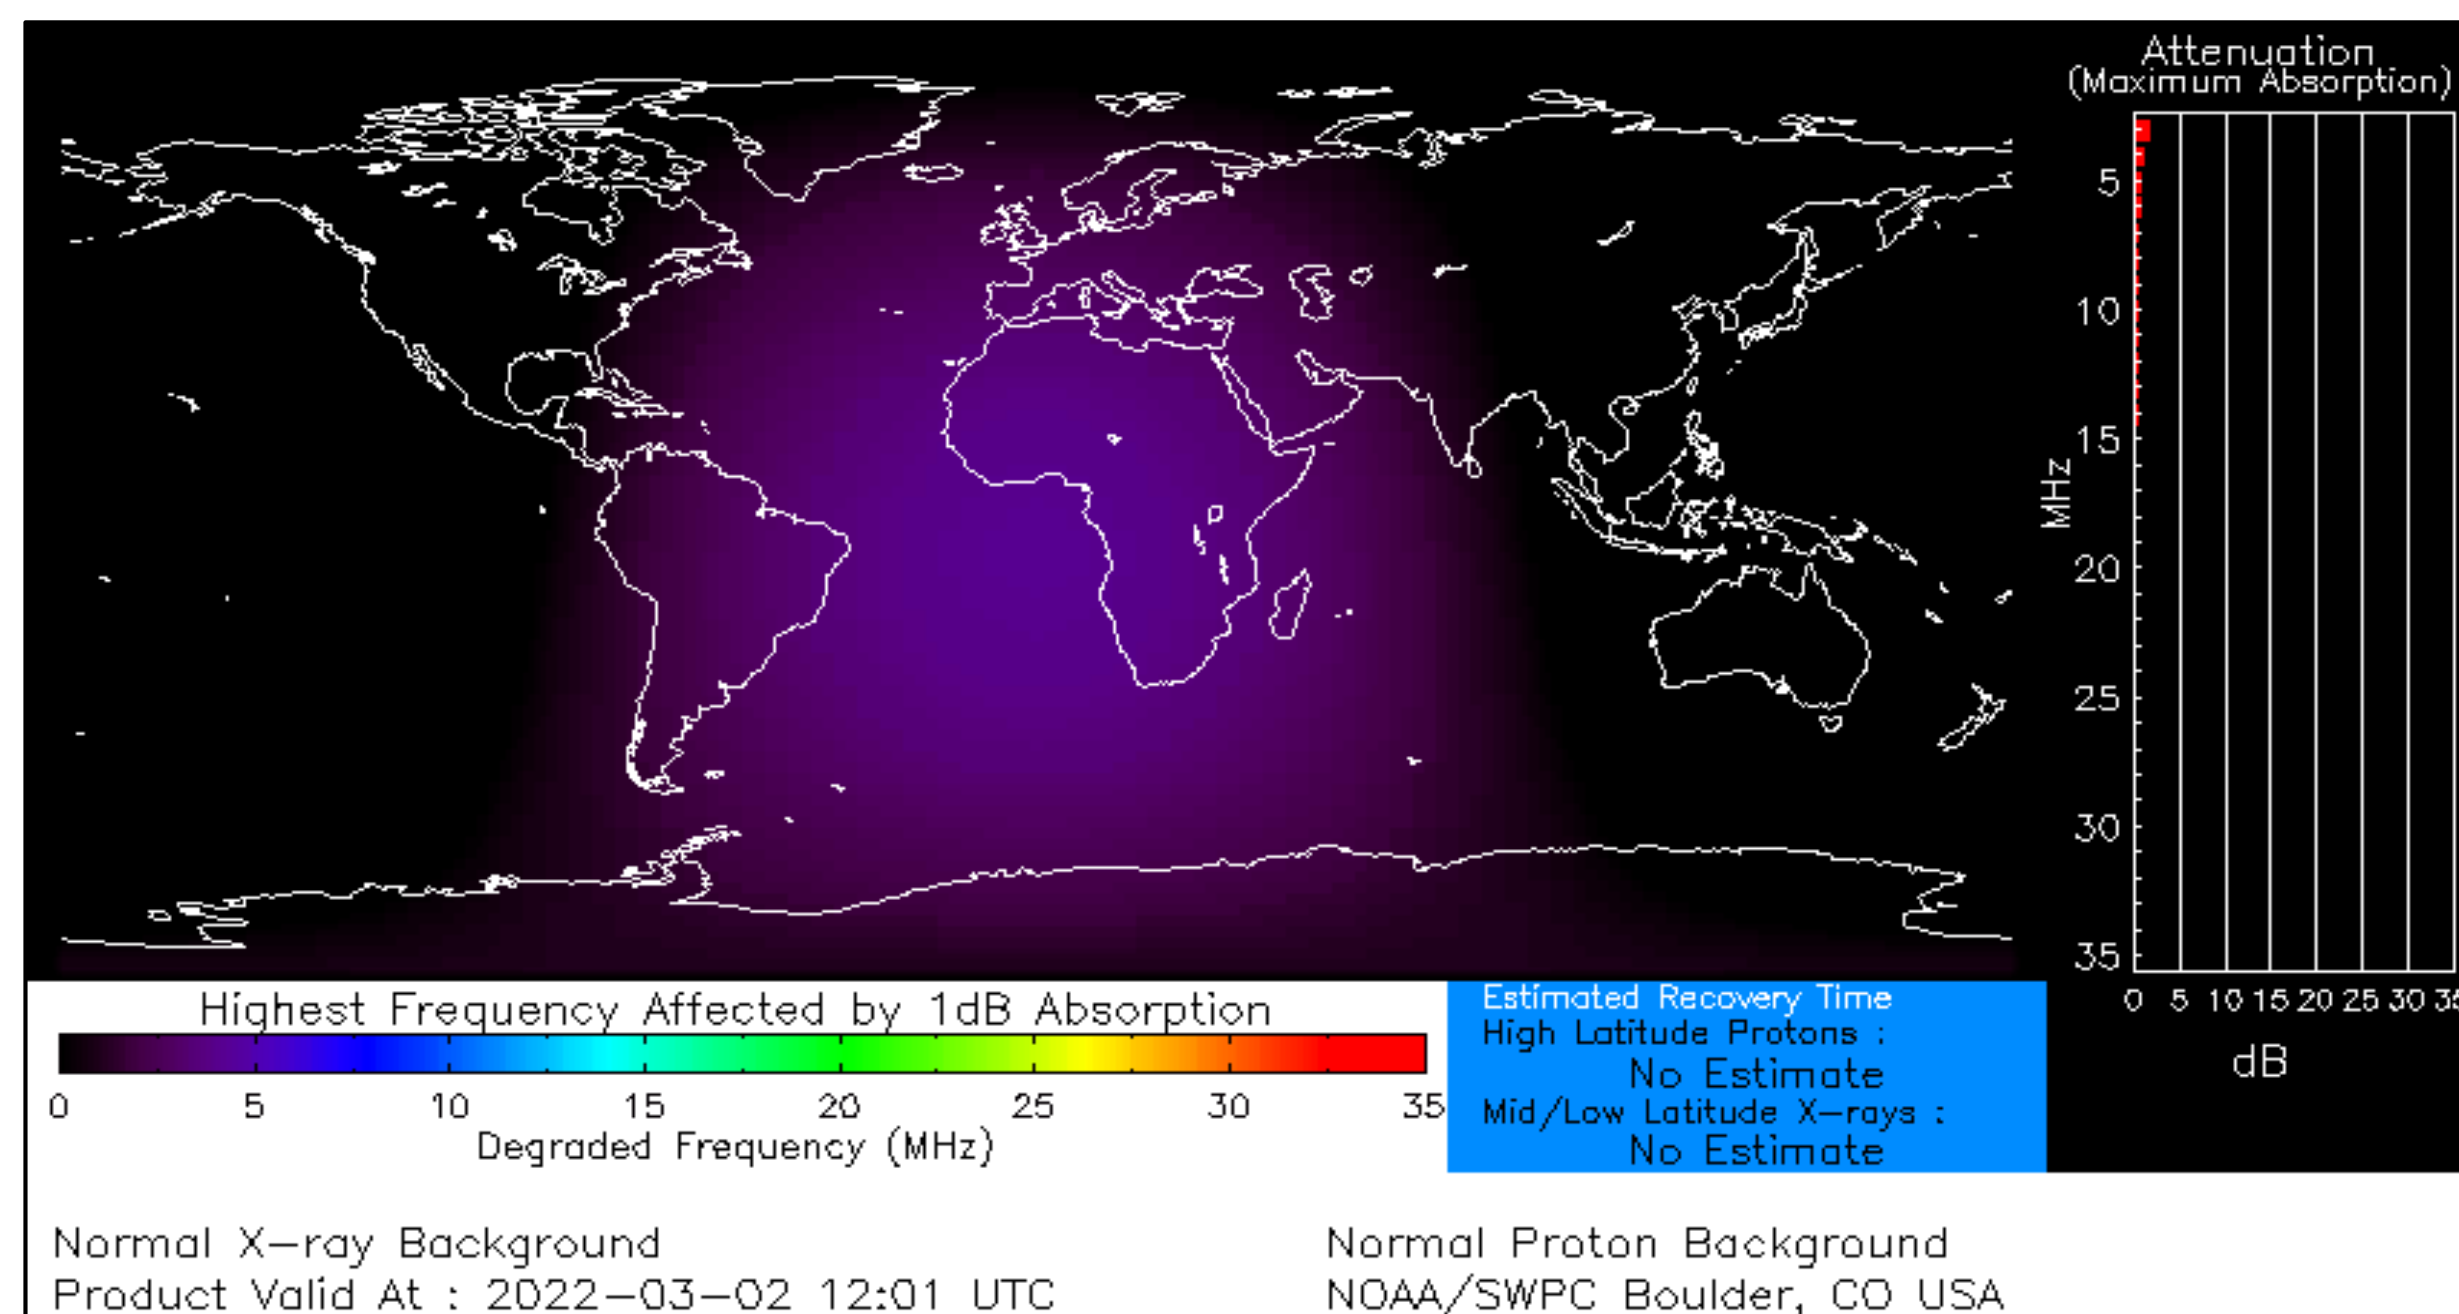 Attenuation
(Maximum Absorption)
5
10
15
20
25
30
35
MHz
0 5 10 15 20 25 30 35
dB
Highest Frequency Affected by 1dB Absorption
0 5 10 15 20 25 30 35
Degraded Frequency (MHz)
Estimated Recovery Time
High Latitude Protons :
No Estimate
Mid/Low Latitude X-rays :
No Estimate
Normal X-ray Background
Normal Proton Background
Product Valid At : 2022-03-02 12:01 UTC
NOAA/SWPC Boulder, CO USA